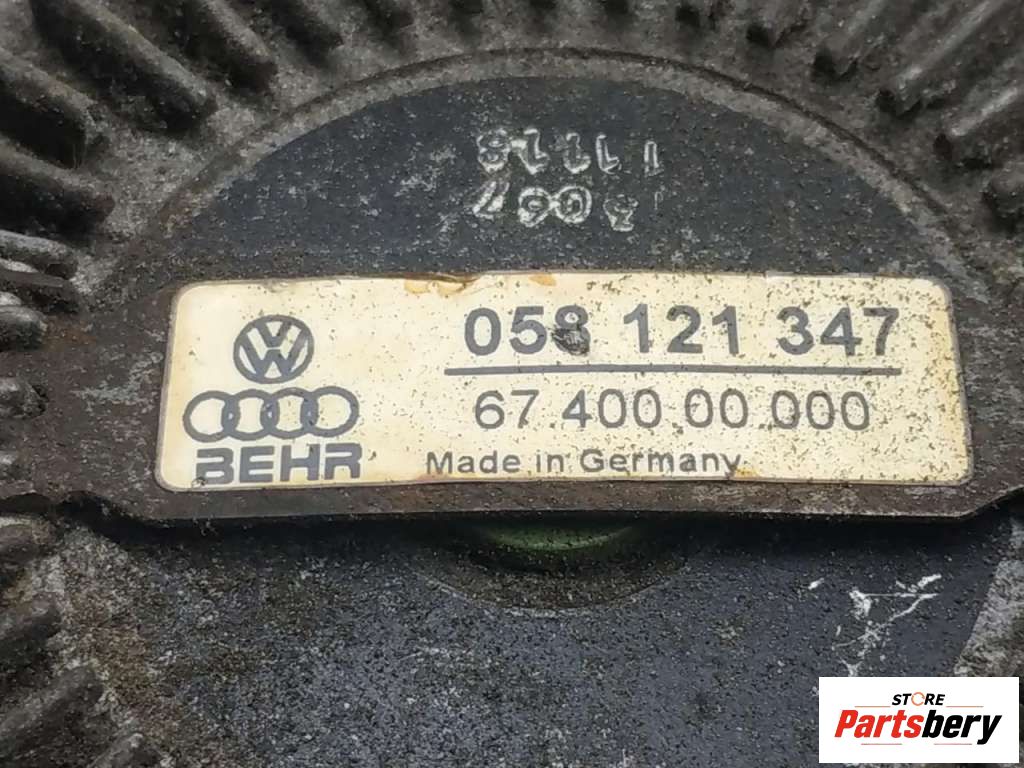 058 121 347
67 400 00 000
BEHR
Made in Germany
STORE
Partsbery